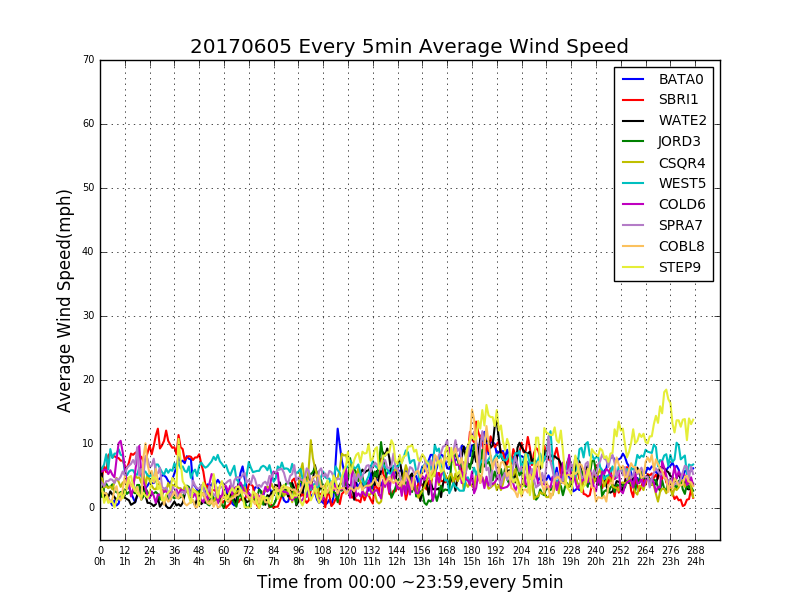 20170605 Every 5min Average Wind Speed
Average Wind Speed(mph)
70
60
50
40
30
20
10
0
BATA0
SBRI1
WATE2
JORD3
CSQR4
WEST5
COLD6
SPRA7
COBL8
STEP9
0 12 24 36 48 60 72 84 96 108 120 132 144 156 168 180 192 204 216 228 240 252 264 276 288
0h 1h 2h 3h 4h 5h 6h 7h 8h 9h 10h 11h 12h 13h 14h 15h 16h 17h 18h 19h 20h 21h 22h 23h 24h
Time from 00:00 ~23:59,every 5min